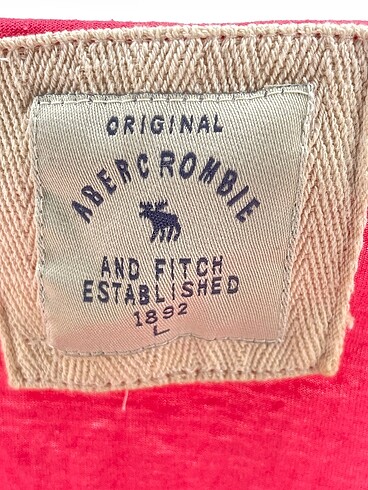 ORIGINAL
ABERCROMBIE
AND FITCH
ESTABLISHED
1892
L